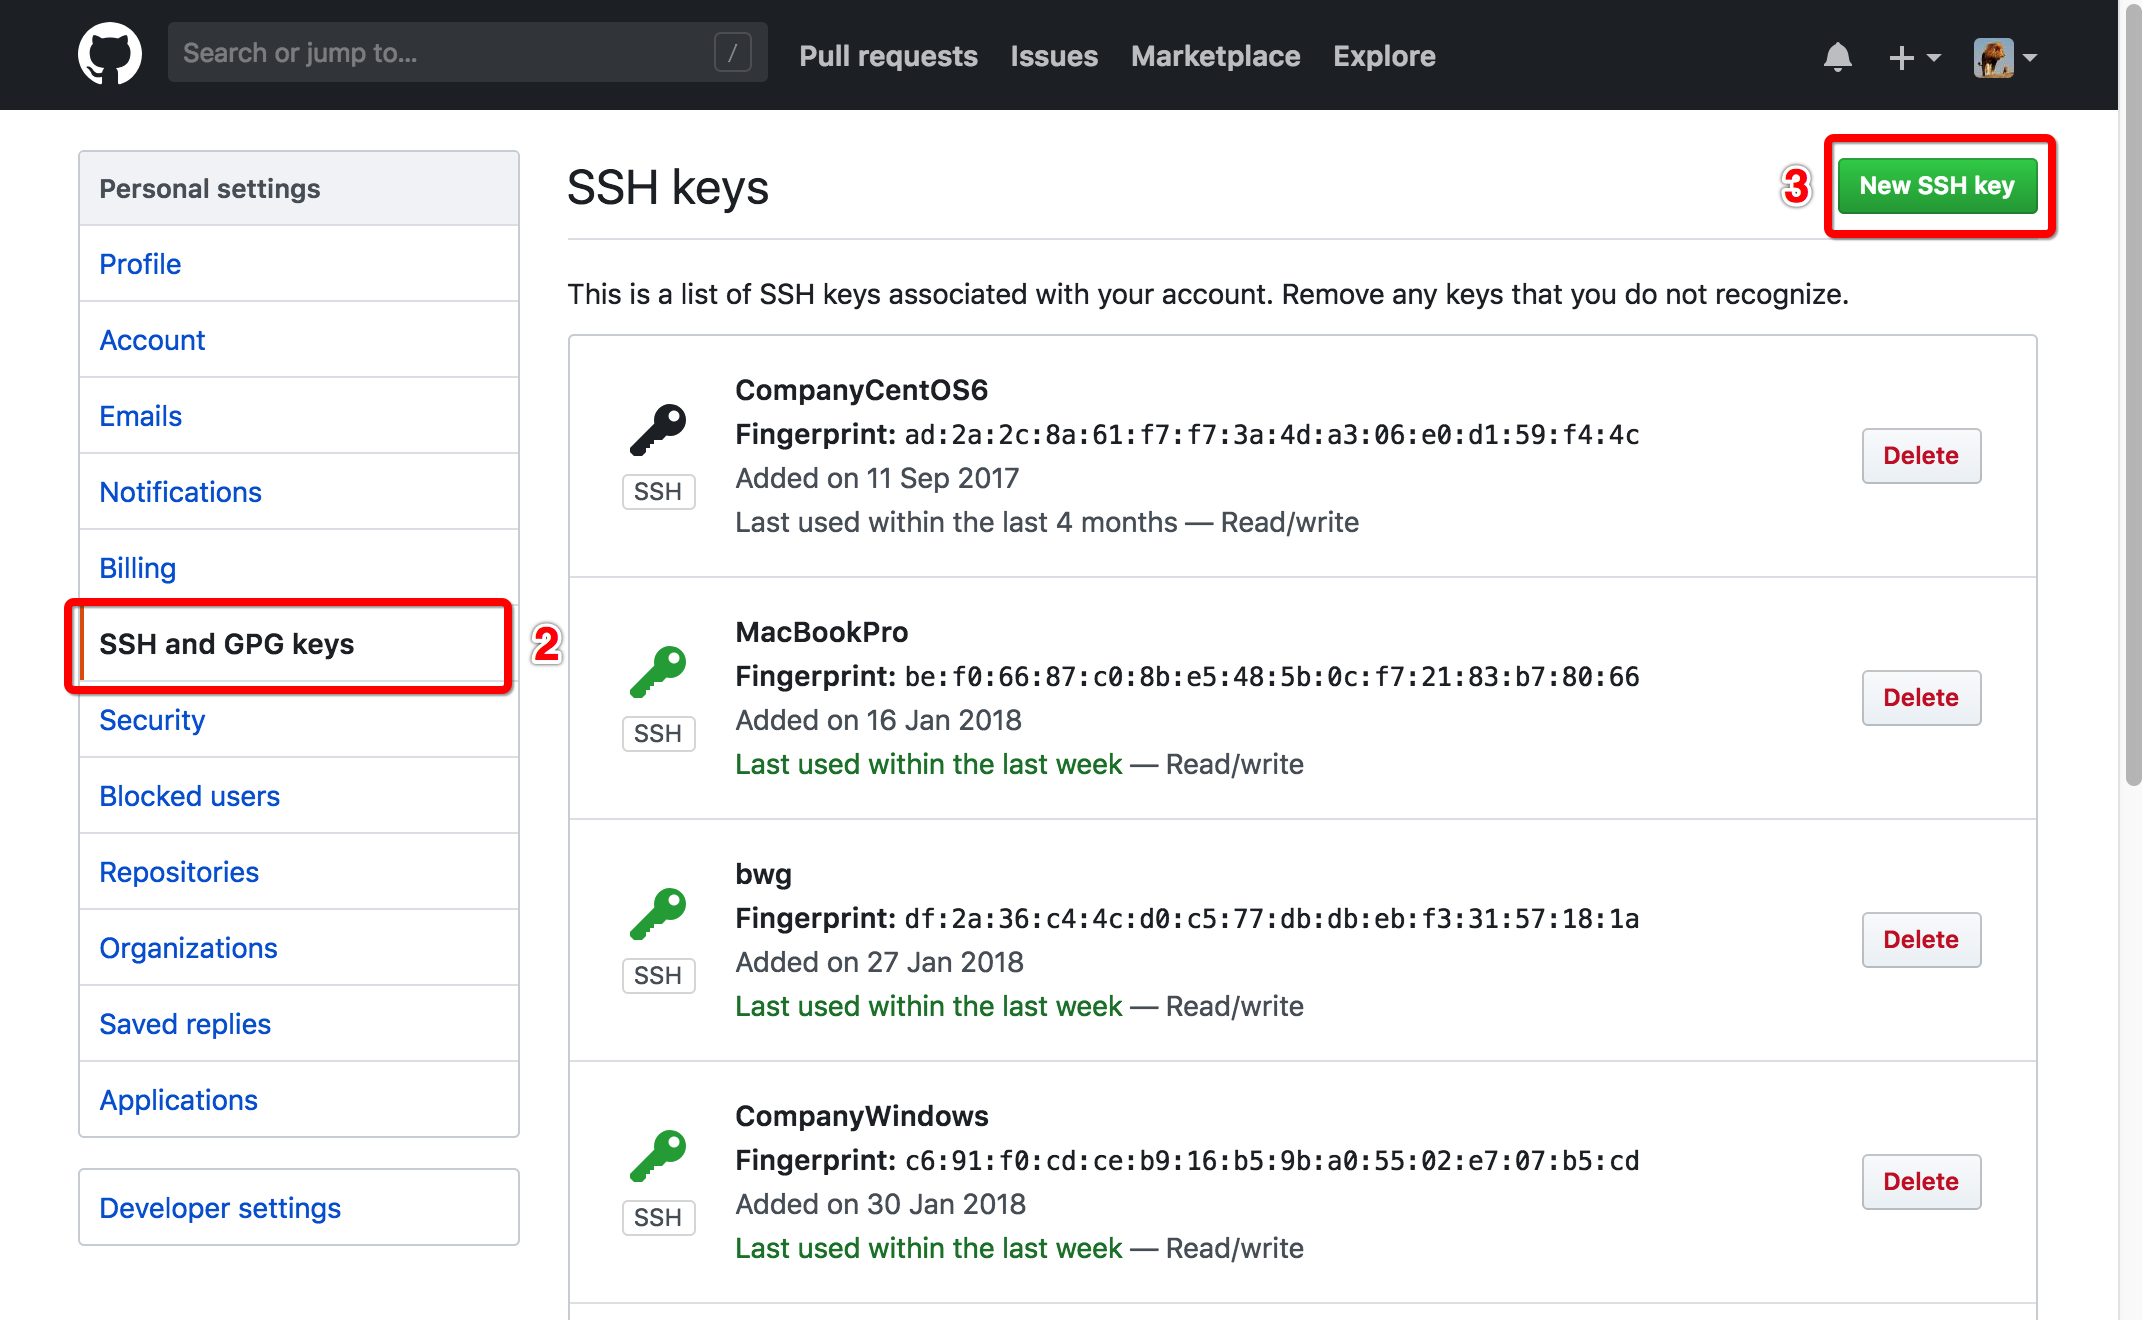 Search or jump to...
/
Pull requests
Issues
Marketplace
Explore
Personal settings
Profile
Account
Emails
Notifications
Billing
SSH and GPG keys
2
Security
Blocked users
Repositories
Organizations
Saved replies
Applications
Developer settings
SSH keys
3
New SSH key
This is a list of SSH keys associated with your account. Remove any keys that you do not recognize.
CompanyCentOS6
Fingerprint: ad:2a:2c:8a:61:f7:f7:3a:4d:a3:06:e0:d1:59:f4:4c
Added on 11 Sep 2017
Last used within the last 4 months — Read/write
SSH
Delete
MacBookPro
Fingerprint: be:f0:66:87:c0:8b:e5:48:5b:0c:f7:21:83:b7:80:66
Added on 16 Jan 2018
Last used within the last week — Read/write
SSH
Delete
bwg
Fingerprint: df:2a:36:c4:4c:d0:c5:77:db:db:eb:f3:31:57:18:1a
Added on 27 Jan 2018
Last used within the last week — Read/write
SSH
Delete
CompanyWindows
Fingerprint: c6:91:f0:cd:ce:b9:16:b5:9b:a0:55:02:e7:07:b5:cd
Added on 30 Jan 2018
Last used within the last week — Read/write
SSH
Delete